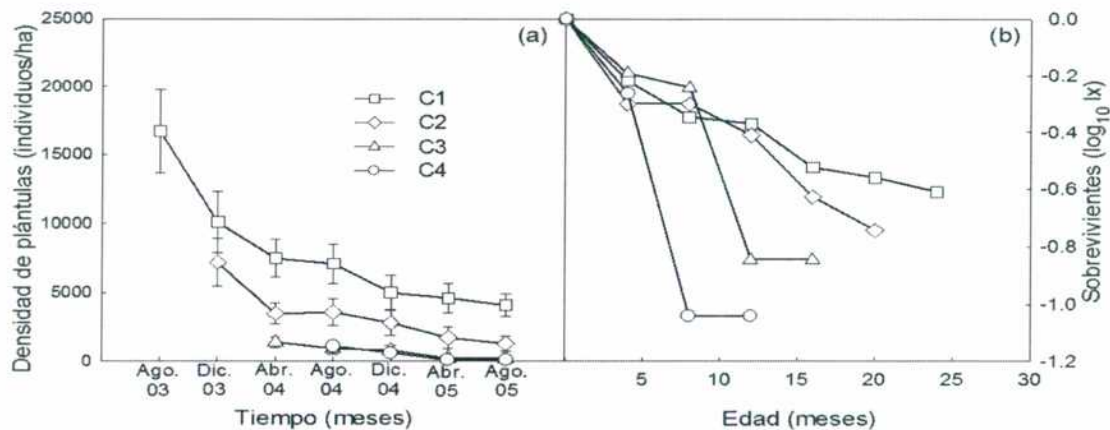 (a)
(b)
Densidad de plántulas (individuos/ha)
25000
20000
15000
10000
5000
0
C1
C2
C3
C4
Ago. 03
Dic. 03
Abr. 04
Ago. 04
Dic. 04
Abr. 05
Ago. 05
Tiempo (meses)
0.0
-0.2
-0.4
-0.6
-0.8
-1.0
-1.2
Sobrevivientes (log10 lx)
5
10
15
20
25
30
Edad (meses)